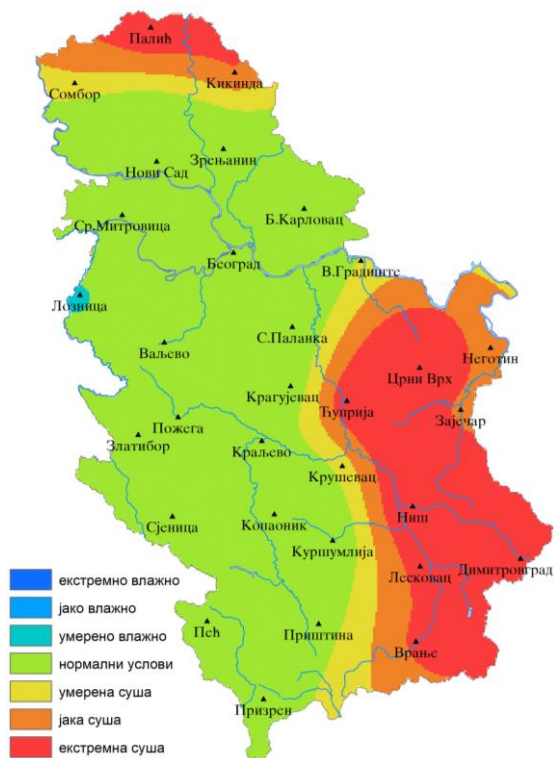 Палић
Кикинда
Сомбор
Зрењанин
Нови Сад
Б.Карловац
Ср.Митровица
Београд
В.Градиште
Лозница
С.Паланка
Ваљево
Неготин
Црни Врх
Крагујевац
Ћуприја
Зајечар
Пожега
Златибор
Краљево
Крушевац
Ниш
Сјеница
Копаоник
Куршумлија
Димитровград
Лесковац
Пећ
Приштина
Врање
Призрен
екстремно влажно
јако влажно
умерено влажно
нормални услови
умерена суша
јака суша
екстремна суша